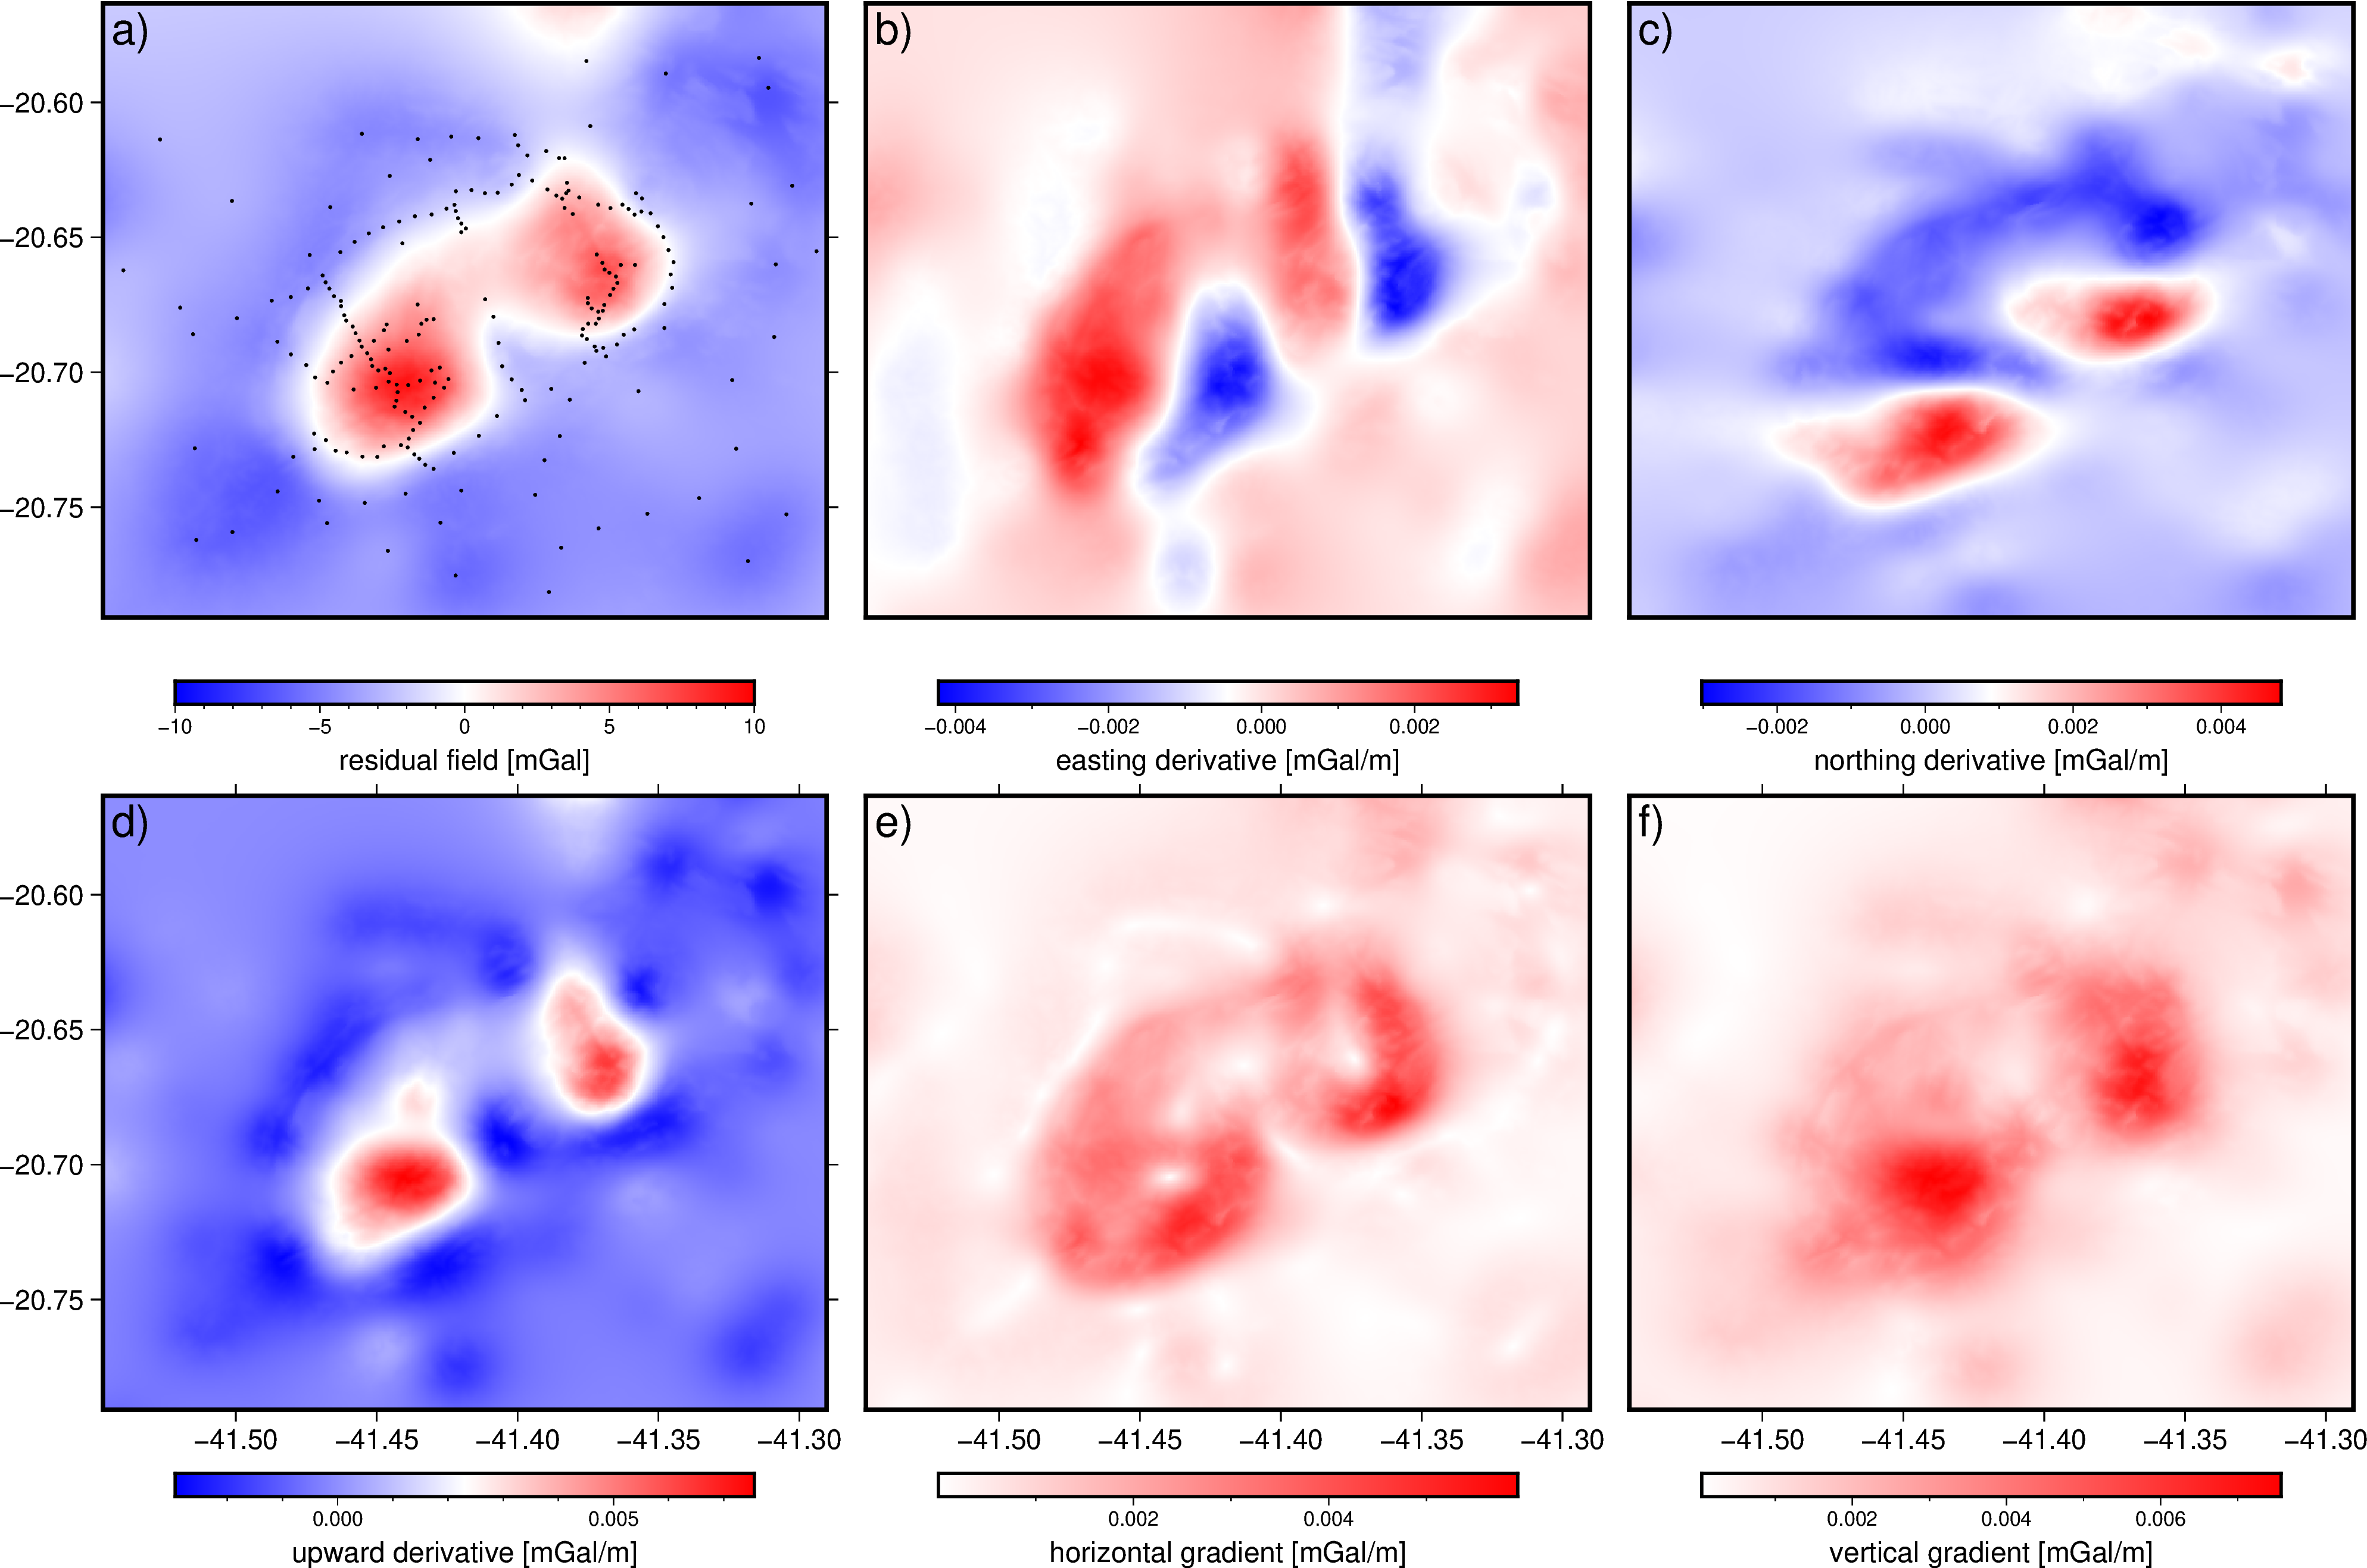 a) b) c)
−20.60
−20.65
−20.70
−20.75
−10 −5 0 5 10 −0.004 −0.002 0.000 0.002 −0.002 0.000 0.002 0.004
residual field [mGal] easting derivative [mGal/m] northing derivative [mGal/m]
d) e) f)
−20.60
−20.65
−20.70
−20.75
−41.50 −41.45 −41.40 −41.35 −41.30 −41.50 −41.45 −41.40 −41.35 −41.30 −41.50 −41.45 −41.40 −41.35 −41.30
0.000 0.005 0.002 0.004 0.002 0.004 0.006
upward derivative [mGal/m] horizontal gradient [mGal/m] vertical gradient [mGal/m]